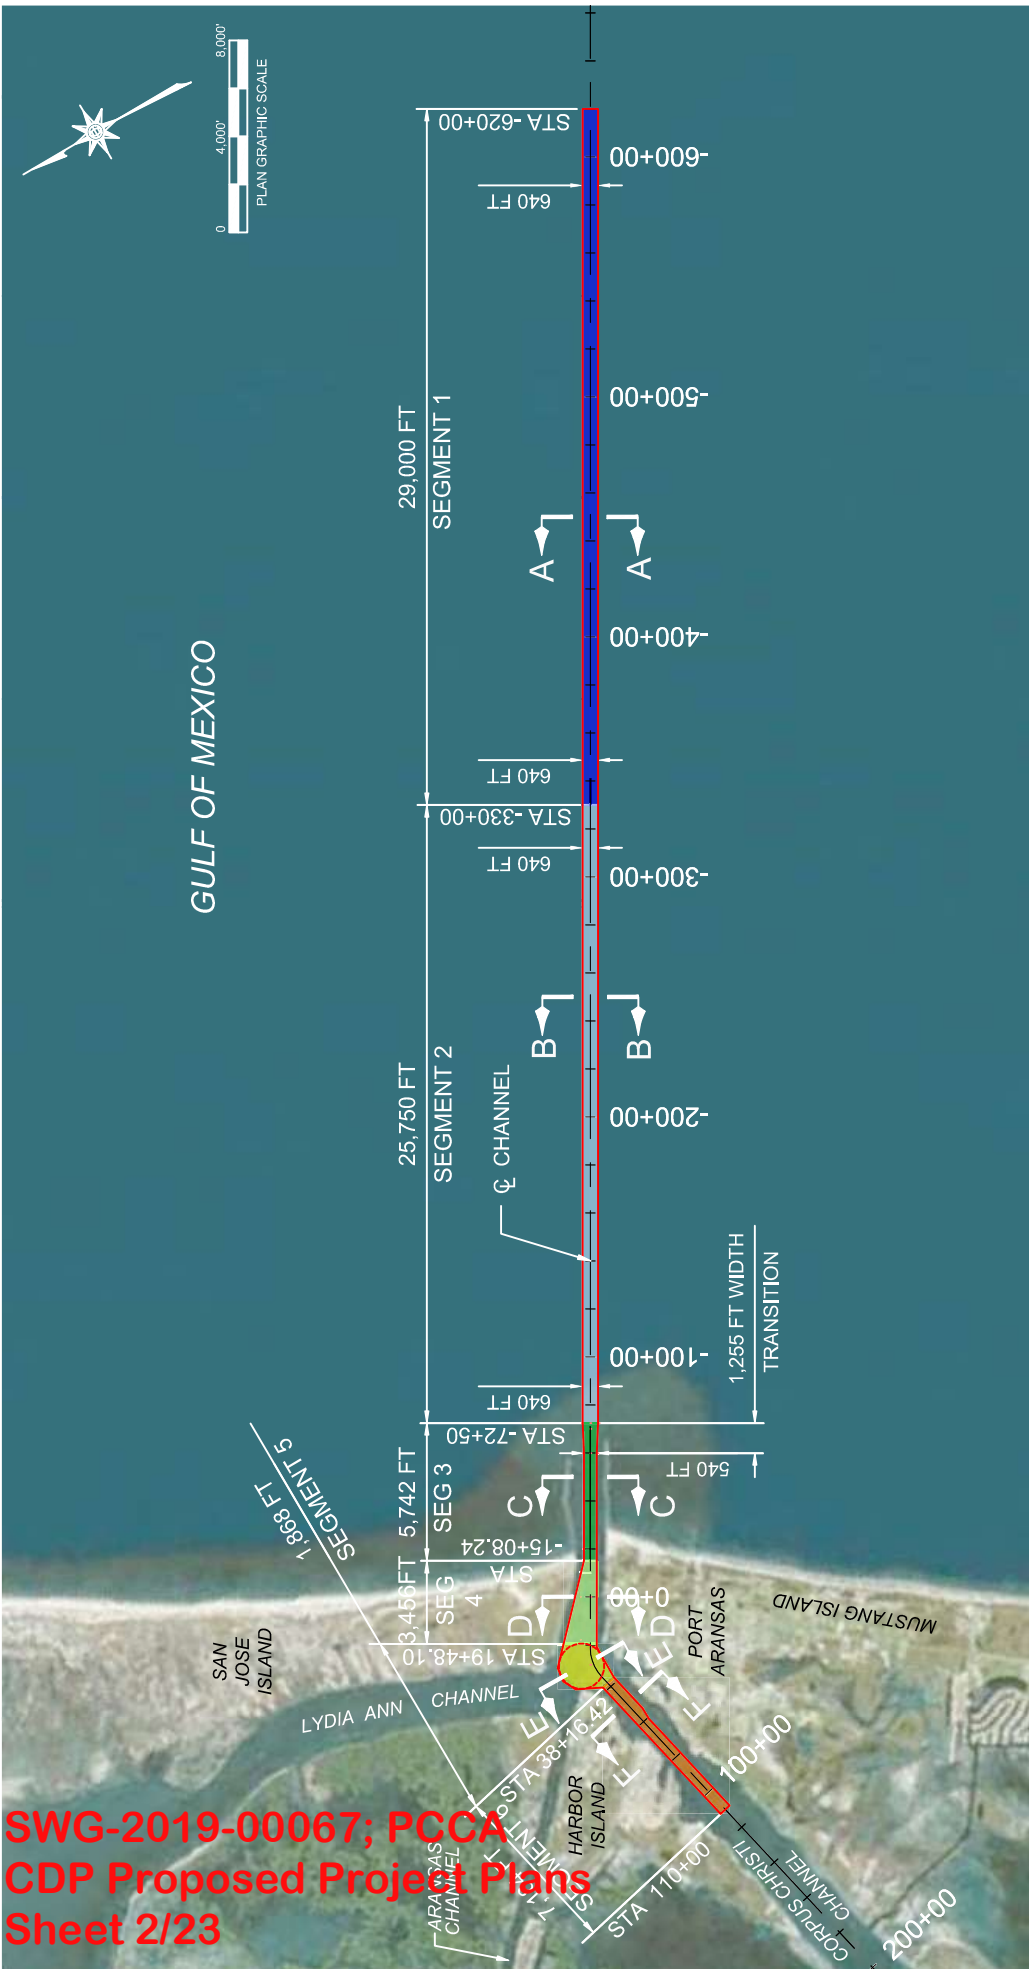 0
4,000'
8,000'
PLAN GRAPHIC SCALE
GULF OF MEXICO
29,000 FT
SEGMENT 1
STA -620+00
-600+00
640 FT
-500+00
A
A
-400+00
640 FT
STA -330+00
640 FT
-300+00
25,750 FT
SEGMENT 2
B
B
-200+00
℄ CHANNEL
1,255 FT WIDTH
TRANSITION
-100+00
640 FT
STA -72+50
540 FT
5,742 FT
SEG 3
C
C
STA
-15+08.24
3,456FT
SEG
4
D
D
0+00
STA 19+48.10
1,868 FT
SEGMENT 5
SAN
JOSE
ISLAND
LYDIA ANN CHANNEL
E
E
PORT
ARANSAS
MUSTANG ISLAND
STA 38+16.42
F
F
HARBOR
ISLAND
100+00
SEGMENT 6
STA 110+00
ARANSAS
CHANNEL
CORPUS CHRISTI
CHANNEL
200+00
SWG-2019-00067; PCCA
CDP Proposed Project Plans
Sheet 2/23